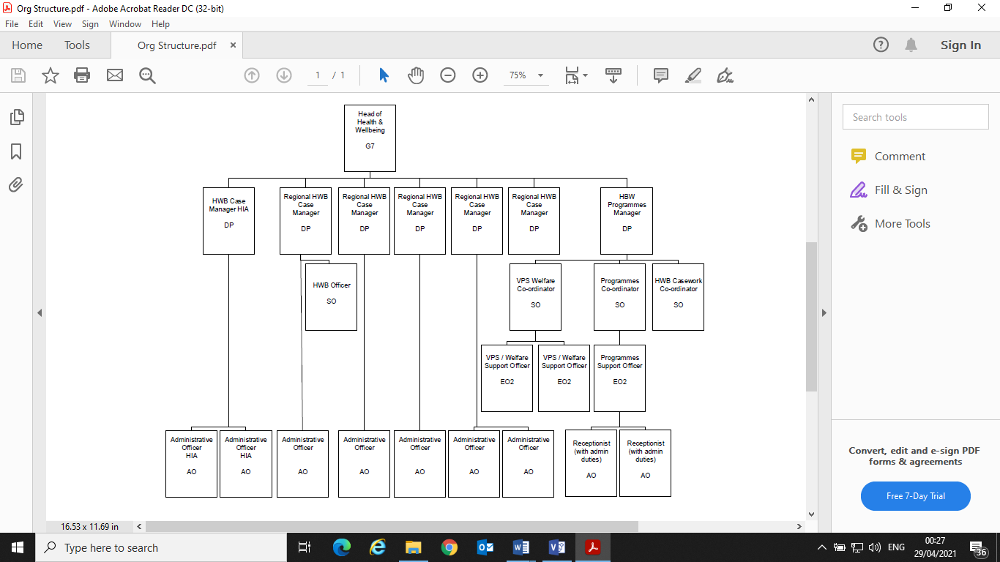 Org Structure.pdf - Adobe Acrobat Reader DC (32-bit)
File Edit View Sign Window Help
Home Tools Org Structure.pdf × Sign In
1 / 1 75%
Head of
Health &
Wellbeing
G7
HWB Case
Manager HIA
DP
Regional HWB
Case
Manager
DP
Regional HWB
Case
Manager
DP
Regional HWB
Case
Manager
DP
Regional HWB
Case
Manager
DP
Regional HWB
Case
Manager
DP
HBW
Programmes
Manager
DP
HWB Officer
SO
VPS Welfare
Co-ordinator
SO
Programmes
Co-ordinator
SO
HWB Casework
Co-ordinator
SO
VPS / Welfare
Support Officer
EO2
VPS / Welfare
Support Officer
EO2
Programmes
Support Officer
EO2
Administrative
Officer
HIA
AO
Administrative
Officer
HIA
AO
Administrative
Officer
AO
Administrative
Officer
AO
Administrative
Officer
AO
Administrative
Officer
AO
Administrative
Officer
AO
Receptionist
(with admin
duties)
AO
Receptionist
(with admin
duties)
AO
Search tools
Comment
Fill & Sign
More Tools
Convert, edit and e-sign PDF
forms & agreements
Free 7-Day Trial
16.53 x 11.69 in
Type here to search
ENG
00:27
29/04/2021
36